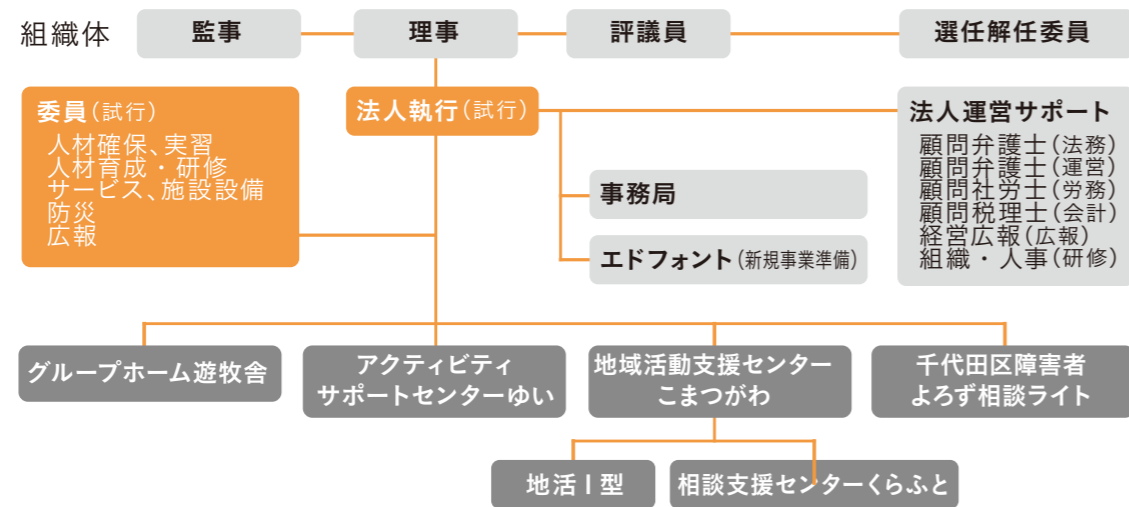 組織体
監事
理事
評議員
選任解任委員
委員(試行)
人材確保、実習
人材育成・研修
サービス、施設設備
防災
広報
法人執行(試行)
法人運営サポート
顧問弁護士(法務)
顧問弁護士(運営)
顧問社労士(労務)
顧問税理士(会計)
経営広報(広報)
組織・人事(研修)
事務局
エドフォント(新規事業準備)
グループホーム遊牧舎
アクティビティ
サポートセンターゆい
地域活動支援センター
こまつがわ
千代田区障害者
よろず相談ライト
地活Ⅰ型
相談支援センターくらふと